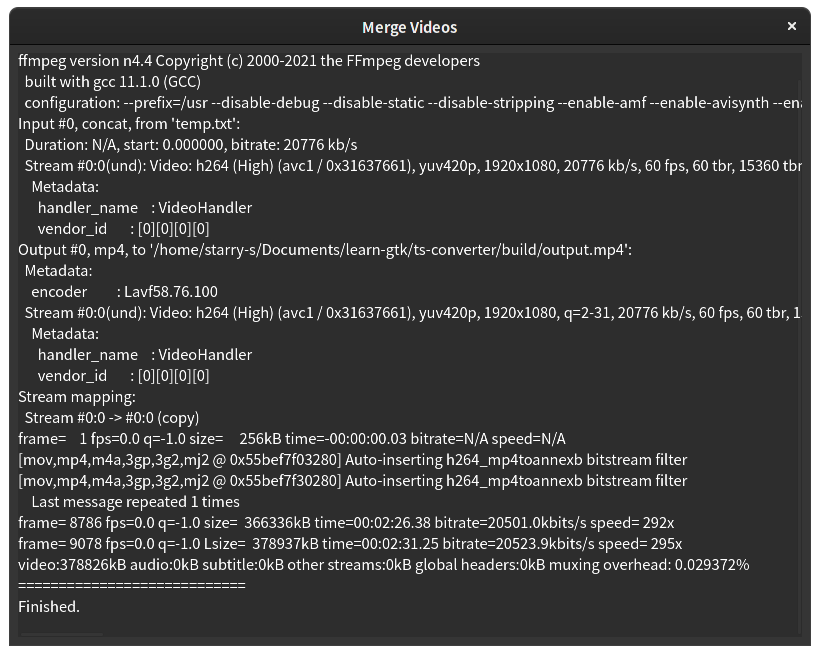 Merge Videos
×
ffmpeg version n4.4 Copyright (c) 2000-2021 the FFmpeg developers
built with gcc 11.1.0 (GCC)
configuration: --prefix=/usr --disable-debug --disable-static --disable-stripping --enable-amf --enable-avisynth --ena
Input #0, concat, from 'temp.txt':
Duration: N/A, start: 0.000000, bitrate: 20776 kb/s
Stream #0:0(und): Video: h264 (High) (avc1 / 0x31637661), yuv420p, 1920x1080, 20776 kb/s, 60 fps, 60 tbr, 15360 tbr
Metadata:
handler_name : VideoHandler
vendor_id : [0][0][0][0]
Output #0, mp4, to '/home/starry-s/Documents/learn-gtk/ts-converter/build/output.mp4':
Metadata:
encoder : Lavf58.76.100
Stream #0:0(und): Video: h264 (High) (avc1 / 0x31637661), yuv420p, 1920x1080, q=2-31, 20776 kb/s, 60 fps, 60 tbr, 1
Metadata:
handler_name : VideoHandler
vendor_id : [0][0][0][0]
Stream mapping:
Stream #0:0 -> #0:0 (copy)
frame= 1 fps=0.0 q=-1.0 size= 256kB time=-00:00:00.03 bitrate=N/A speed=N/A
[mov,mp4,m4a,3gp,3g2,mj2 @ 0x55bef7f03280] Auto-inserting h264_mp4toannexb bitstream filter
[mov,mp4,m4a,3gp,3g2,mj2 @ 0x55bef7f30280] Auto-inserting h264_mp4toannexb bitstream filter
Last message repeated 1 times
frame= 8786 fps=0.0 q=-1.0 size= 366336kB time=00:02:26.38 bitrate=20501.0kbits/s speed= 292x
frame= 9078 fps=0.0 q=-1.0 Lsize= 378937kB time=00:02:31.25 bitrate=20523.9kbits/s speed= 295x
video:378826kB audio:0kB subtitle:0kB other streams:0kB global headers:0kB muxing overhead: 0.029372%
============================
Finished.